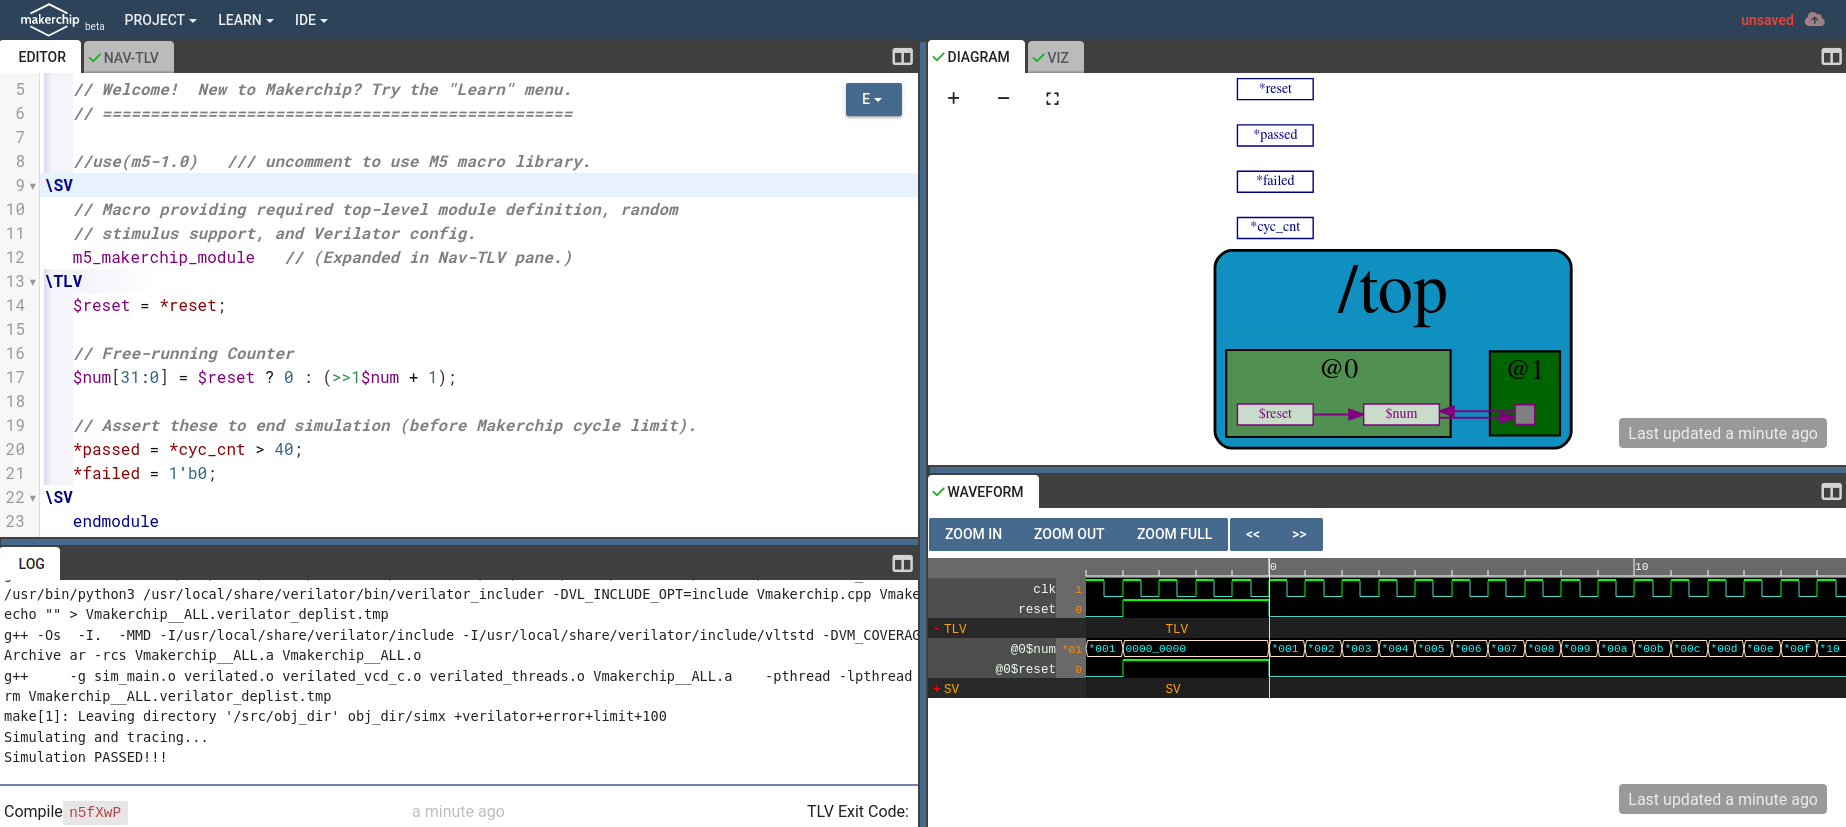 makerchip beta PROJECT LEARN IDE unsaved
EDITOR NAV-TLV
5 // Welcome!  New to Makerchip? Try the "Learn" menu.
6 // =================================================
7
8 //use(m5-1.0)   /// uncomment to use M5 macro library.
9 \SV
10 // Macro providing required top-level module definition, random
11 // stimulus support, and Verilator config.
12 m5_makerchip_module   // (Expanded in Nav-TLV pane.)
13 \TLV
14 $reset = *reset;
15
16 // Free-running Counter
17 $num[31:0] = $reset ? 0 : (>>1$num + 1);
18
19 // Assert these to end simulation (before Makerchip cycle limit).
20 *passed = *cyc_cnt > 40;
21 *failed = 1'b0;
22 \SV
23 endmodule
E
LOG
/usr/bin/python3 /usr/local/share/verilator/bin/verilator_includer -DVL_INCLUDE_OPT=include Vmakerchip.cpp Vmake
echo "" > Vmakerchip__ALL.verilator_deplist.tmp
g++ -Os  -I.  -MMD -I/usr/local/share/verilator/include -I/usr/local/share/verilator/include/vltstd -DVM_COVERAG
Archive ar -rcs Vmakerchip__ALL.a Vmakerchip__ALL.o
g++     -g sim_main.o verilated.o verilated_vcd_c.o verilated_threads.o Vmakerchip__ALL.a    -pthread -lpthread
rm Vmakerchip__ALL.verilator_deplist.tmp
make[1]: Leaving directory '/src/obj_dir' obj_dir/simx +verilator+error+limit+100
Simulating and tracing...
Simulation PASSED!!!
Compile n5fXwP a minute ago TLV Exit Code:
DIAGRAM VIZ
+ − 
*reset
*passed
*failed
*cyc_cnt
/top
@0 @1
$reset $num
Last updated a minute ago
WAVEFORM
ZOOM IN ZOOM OUT ZOOM FULL << >>
0 10
clk 1
reset 0
- TLV TLV
@0$num *01 *001 0000_0000 *001 *002 *003 *004 *005 *006 *007 *008 *009 *00a *00b *00c *00d *00e *00f *10
@0$reset 0
+ SV SV
Last updated a minute ago